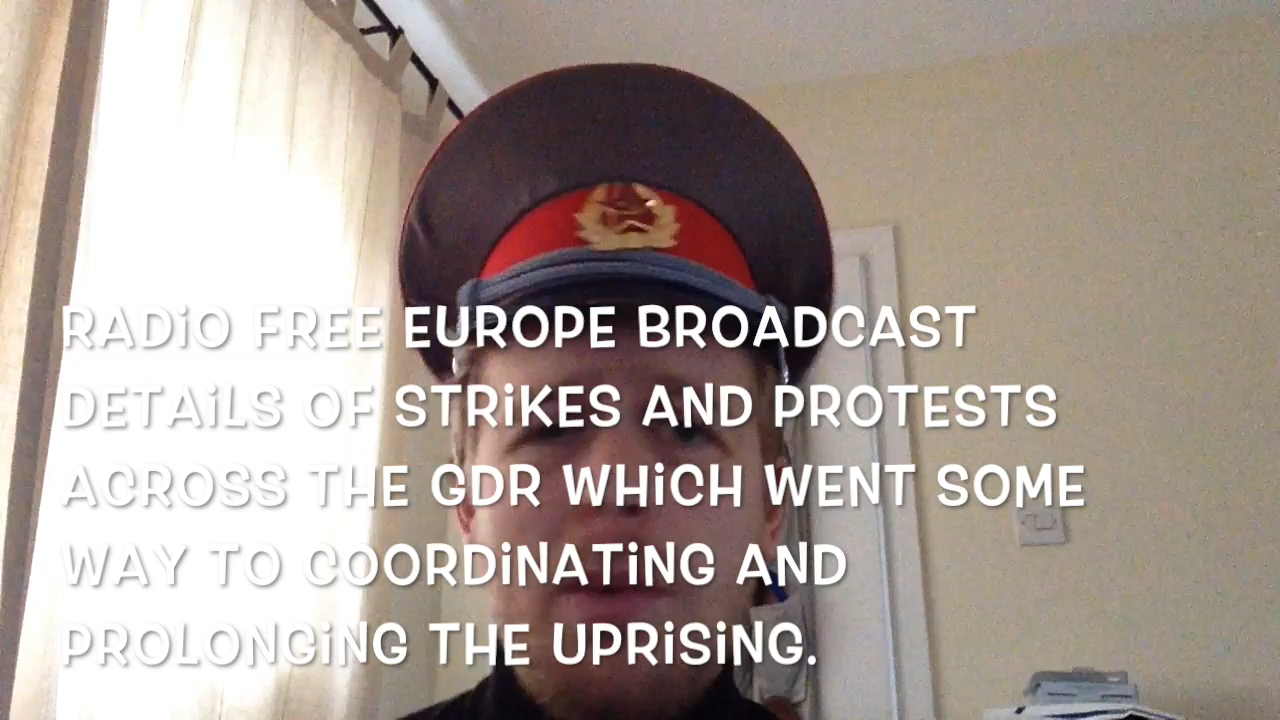 RADiO FREE EUROPE BROADCAST
DETAiLS OF STRiKES AND PROTESTS
ACROSS THE GDR WHiCH WENT SOME
WAY TO COORDiNATiNG AND
PROLONGiNG THE UPRiSiNG.